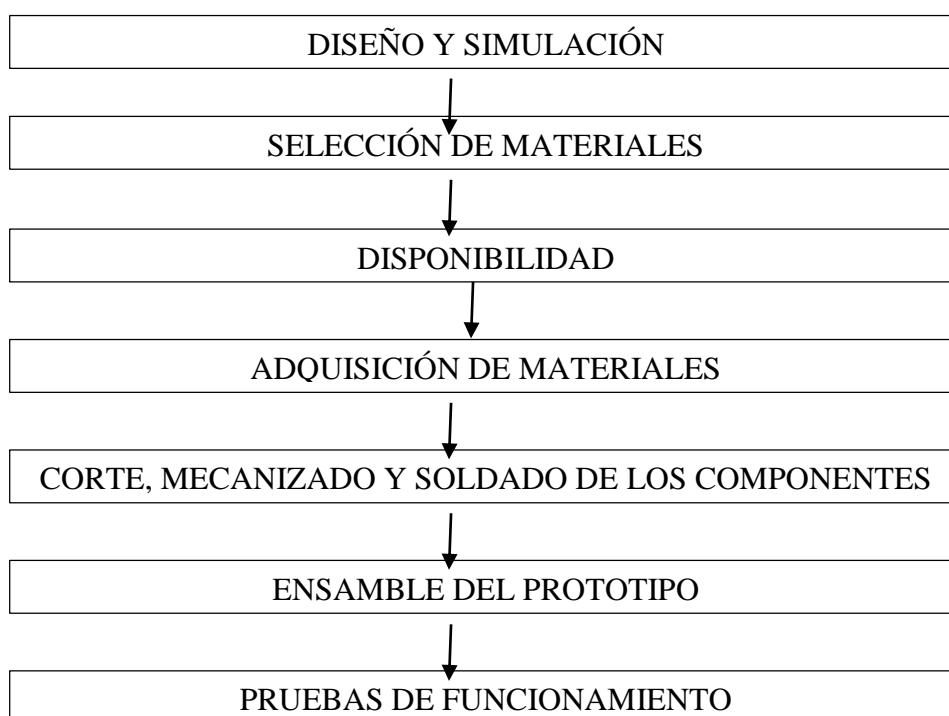 DISEÑO Y SIMULACIÓN
SELECCIÓN DE MATERIALES
DISPONIBILIDAD
ADQUISICIÓN DE MATERIALES
CORTE, MECANIZADO Y SOLDADO DE LOS COMPONENTES
ENSAMBLE DEL PROTOTIPO
PRUEBAS DE FUNCIONAMIENTO